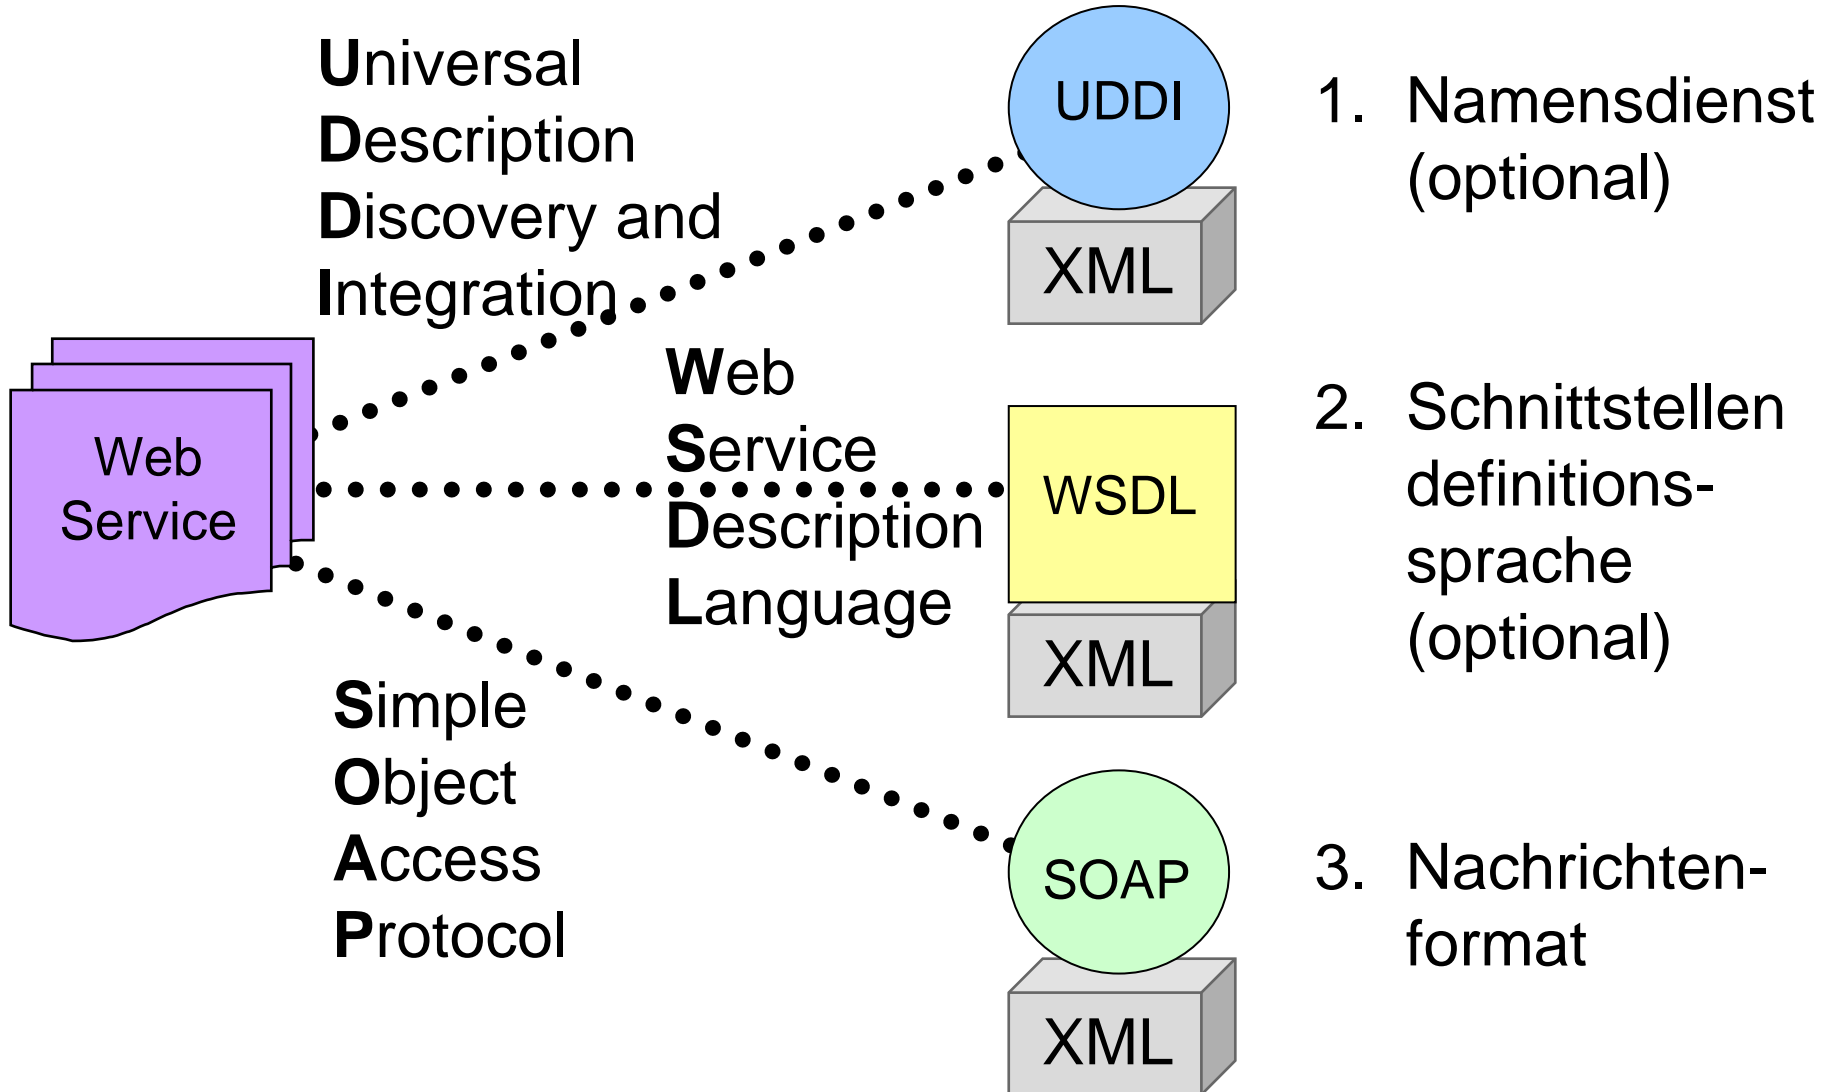 Universal
Description
Discovery and
Integration
UDDI
XML
1. Namensdienst
(optional)
Web
Service
Web
Service
Description
Language
WSDL
XML
2. Schnittstellen
definitions-
sprache
(optional)
Simple
Object
Access
Protocol
SOAP
XML
3. Nachrichten-
format